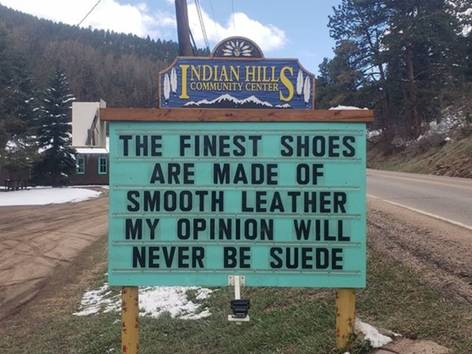 INDIAN HILLS
COMMUNITY CENTER
THE FINEST SHOES
ARE MADE OF
SMOOTH LEATHER
MY OPINION WILL
NEVER BE SUEDE